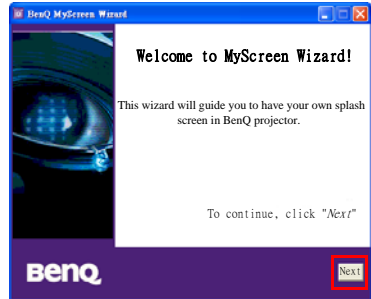 BenQ MyScreen Wizard
Welcome to MyScreen Wizard!
This wizard will guide you to have your own splash
screen in BenQ projector.
To continue, click "Next"
BenQ
Next